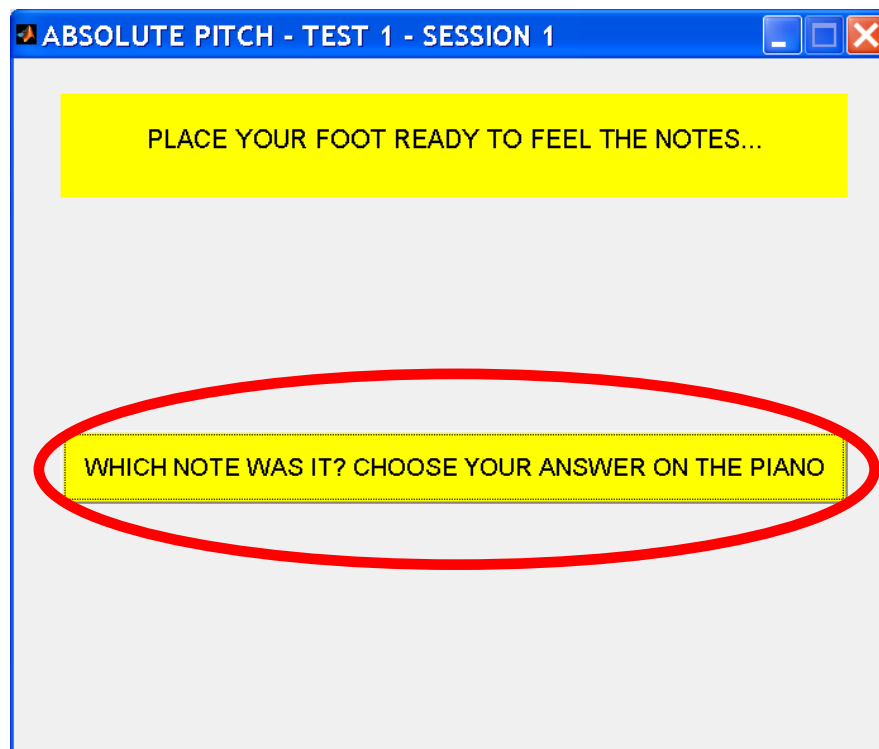 ABSOLUTE PITCH - TEST 1 - SESSION 1
PLACE YOUR FOOT READY TO FEEL THE NOTES...
WHICH NOTE WAS IT? CHOOSE YOUR ANSWER ON THE PIANO